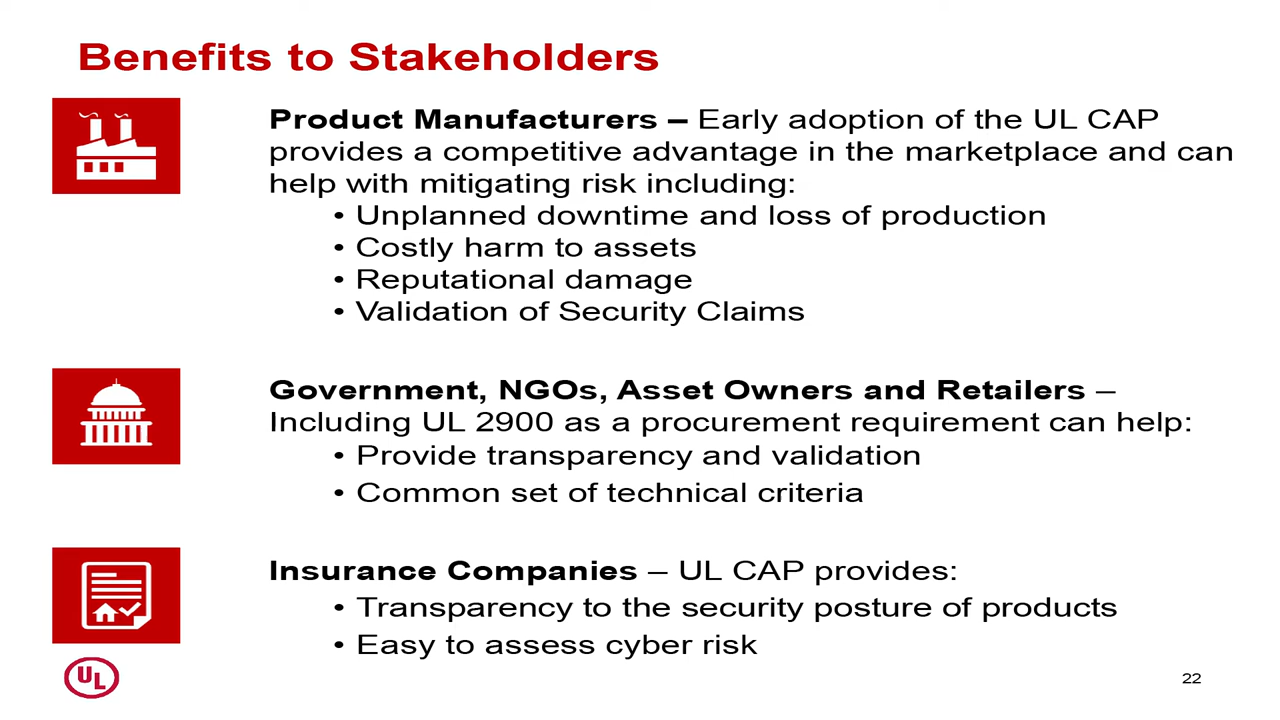 Benefits to Stakeholders
Product Manufacturers – Early adoption of the UL CAP
provides a competitive advantage in the marketplace and can
help with mitigating risk including:
• Unplanned downtime and loss of production
• Costly harm to assets
• Reputational damage
• Validation of Security Claims
Government, NGOs, Asset Owners and Retailers –
Including UL 2900 as a procurement requirement can help:
• Provide transparency and validation
• Common set of technical criteria
Insurance Companies – UL CAP provides:
• Transparency to the security posture of products
• Easy to assess cyber risk
UL
22